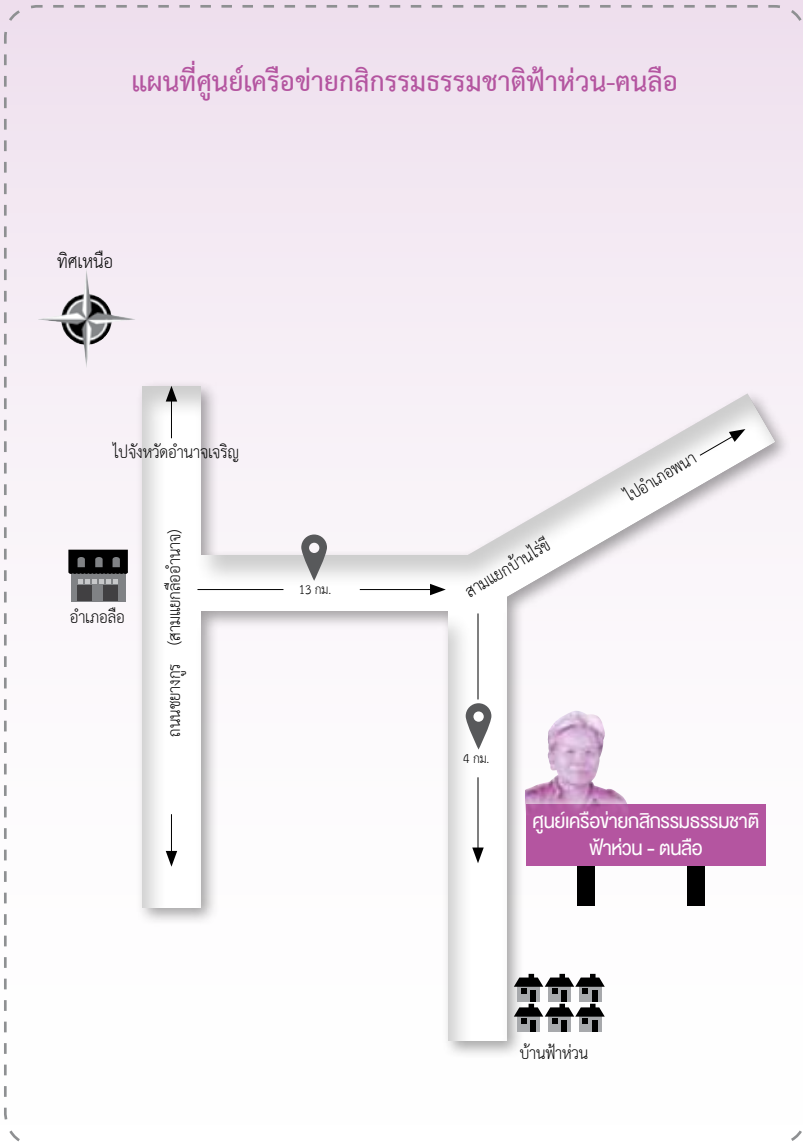 แผนที่ศูนย์เครือข่ายกสิกรรมธรรมชาติฟ้าห่วน-ฅนลือ
ทิศเหนือ
ไปจังหวัดอำนาจเจริญ
ไปอำเภอพนา
สามแยกบ้านไร่ขี
ถนนชยางกูร (สามแยกลืออำนาจ)
13 กม.
อำเภอลือ
4 กม.
ศูนย์เครือข่ายกสิกรรมธรรมชาติ
ฟ้าห่วน - ฅนลือ
บ้านฟ้าห่วน